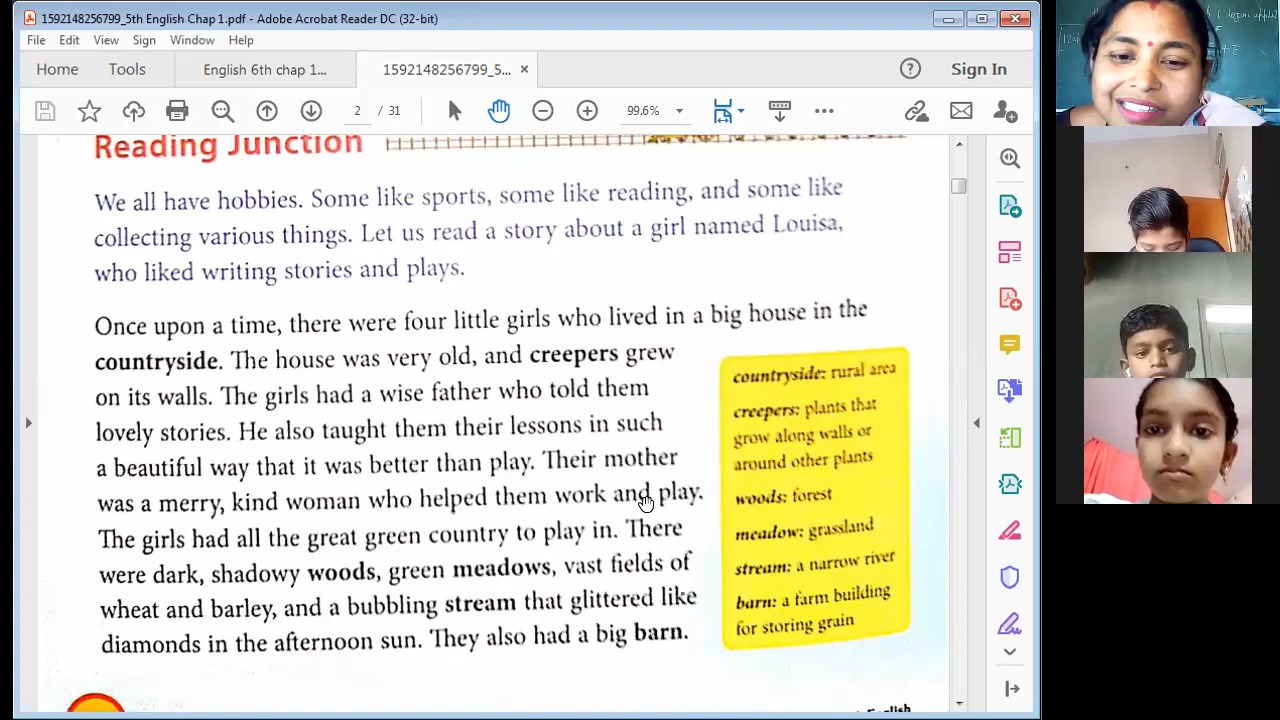 1592148256799_5th English Chap 1.pdf - Adobe Acrobat Reader DC (32-bit)
File Edit View Sign Window Help
Home Tools English 6th chap 1... 1592148256799_5... × Sign In
2 / 31 99.6%
Reading Junction
We all have hobbies. Some like sports, some like reading, and some like
collecting various things. Let us read a story about a girl named Louisa,
who liked writing stories and plays.
Once upon a time, there were four little girls who lived in a big house in the
countryside. The house was very old, and creepers grew
on its walls. The girls had a wise father who told them
lovely stories. He also taught them their lessons in such
a beautiful way that it was better than play. Their mother
was a merry, kind woman who helped them work and play.
The girls had all the great green country to play in. There
were dark, shadowy woods, green meadows, vast fields of
wheat and barley, and a bubbling stream that glittered like
diamonds in the afternoon sun. They also had a big barn.
countryside: rural area
creepers: plants that
grow along walls or
around other plants
woods: forest
meadow: grassland
stream: a narrow river
barn: a farm building
for storing grain
English